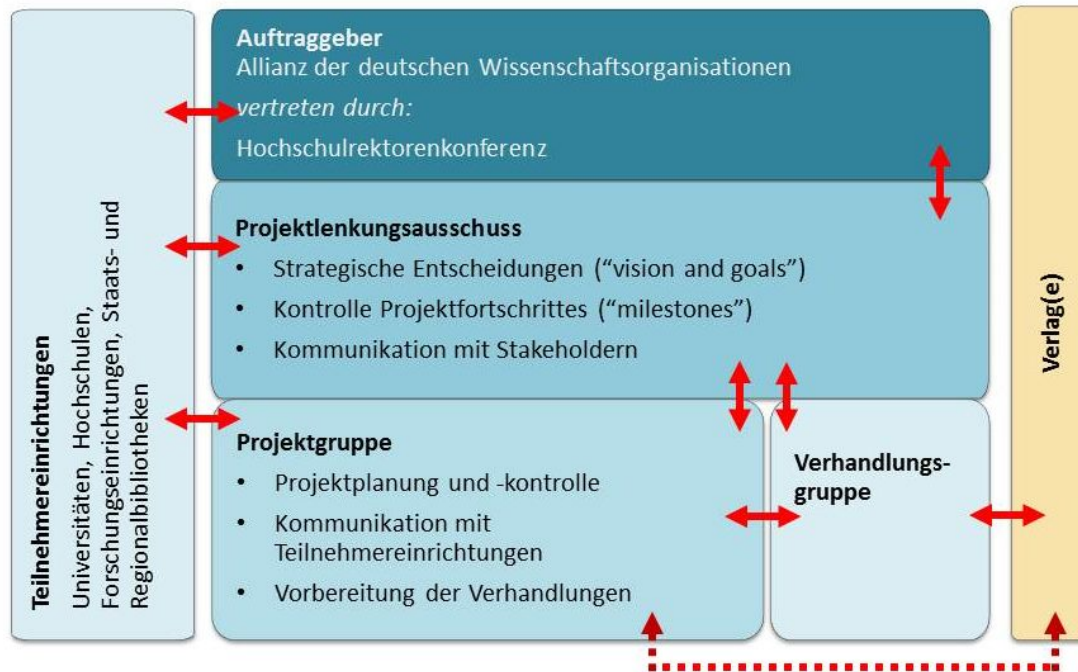 Teilnehmereinrichtungen
Universitäten, Hochschulen,
Forschungseinrichtungen, Staats- und
Regionalbibliotheken
Auftraggeber
Allianz der deutschen Wissenschaftsorganisationen
vertreten durch:
Hochschulrektorenkonferenz
Projektlenkungsausschuss
• Strategische Entscheidungen (“vision and goals”)
• Kontrolle Projektfortschrittes (“milestones”)
• Kommunikation mit Stakeholdern
Projektgruppe
• Projektplanung und -kontrolle
• Kommunikation mit
Teilnehmereinrichtungen
• Vorbereitung der Verhandlungen
Verhandlungs-
gruppe
Verlag(e)